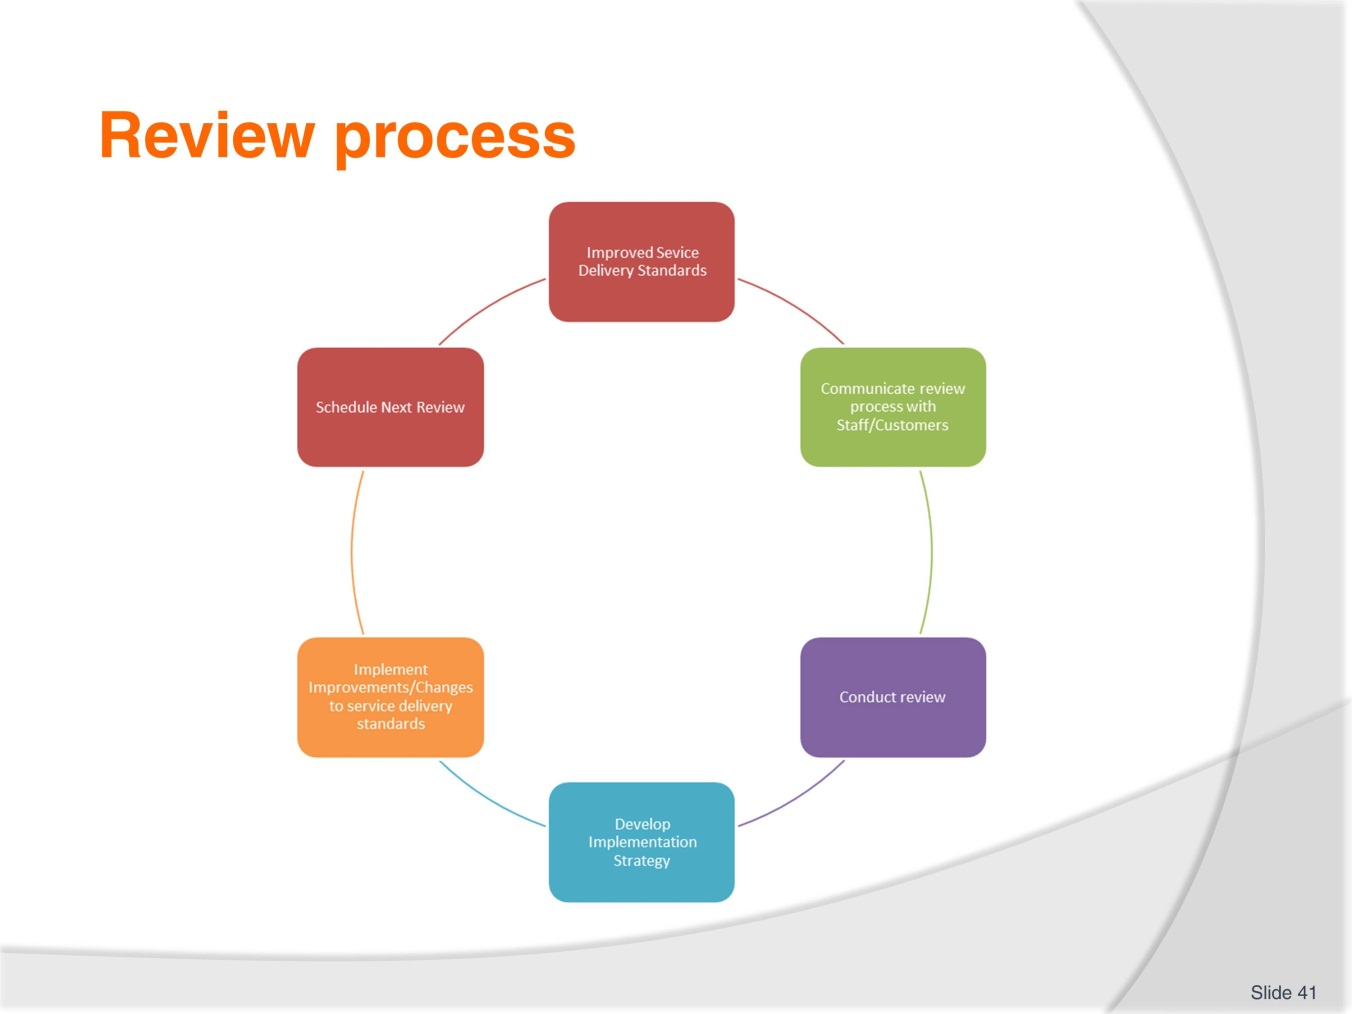 Review process
Improved Sevice
Delivery Standards
Communicate review
process with
Staff/Customers
Conduct review
Develop
Implementation
Strategy
Implement
Improvements/Changes
to service delivery
standards
Schedule Next Review
Slide 41